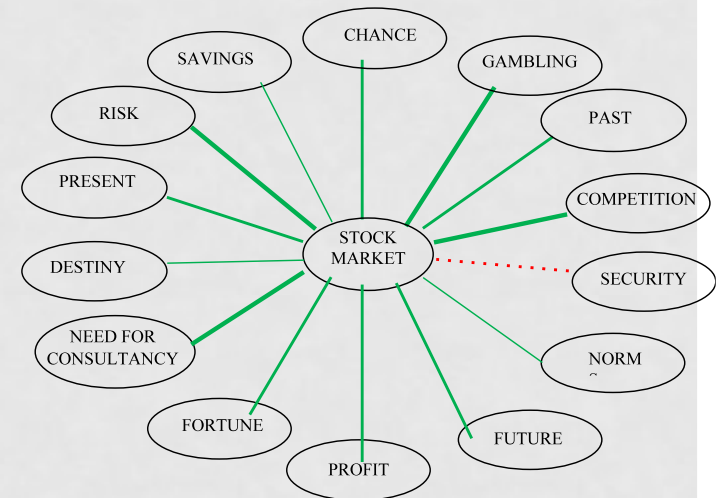 CHANCE
SAVINGS
GAMBLING
RISK
PAST
PRESENT
COMPETITION
STOCK
MARKET
DESTINY
SECURITY
NEED FOR
CONSULTANCY
NORM
FORTUNE
FUTURE
PROFIT